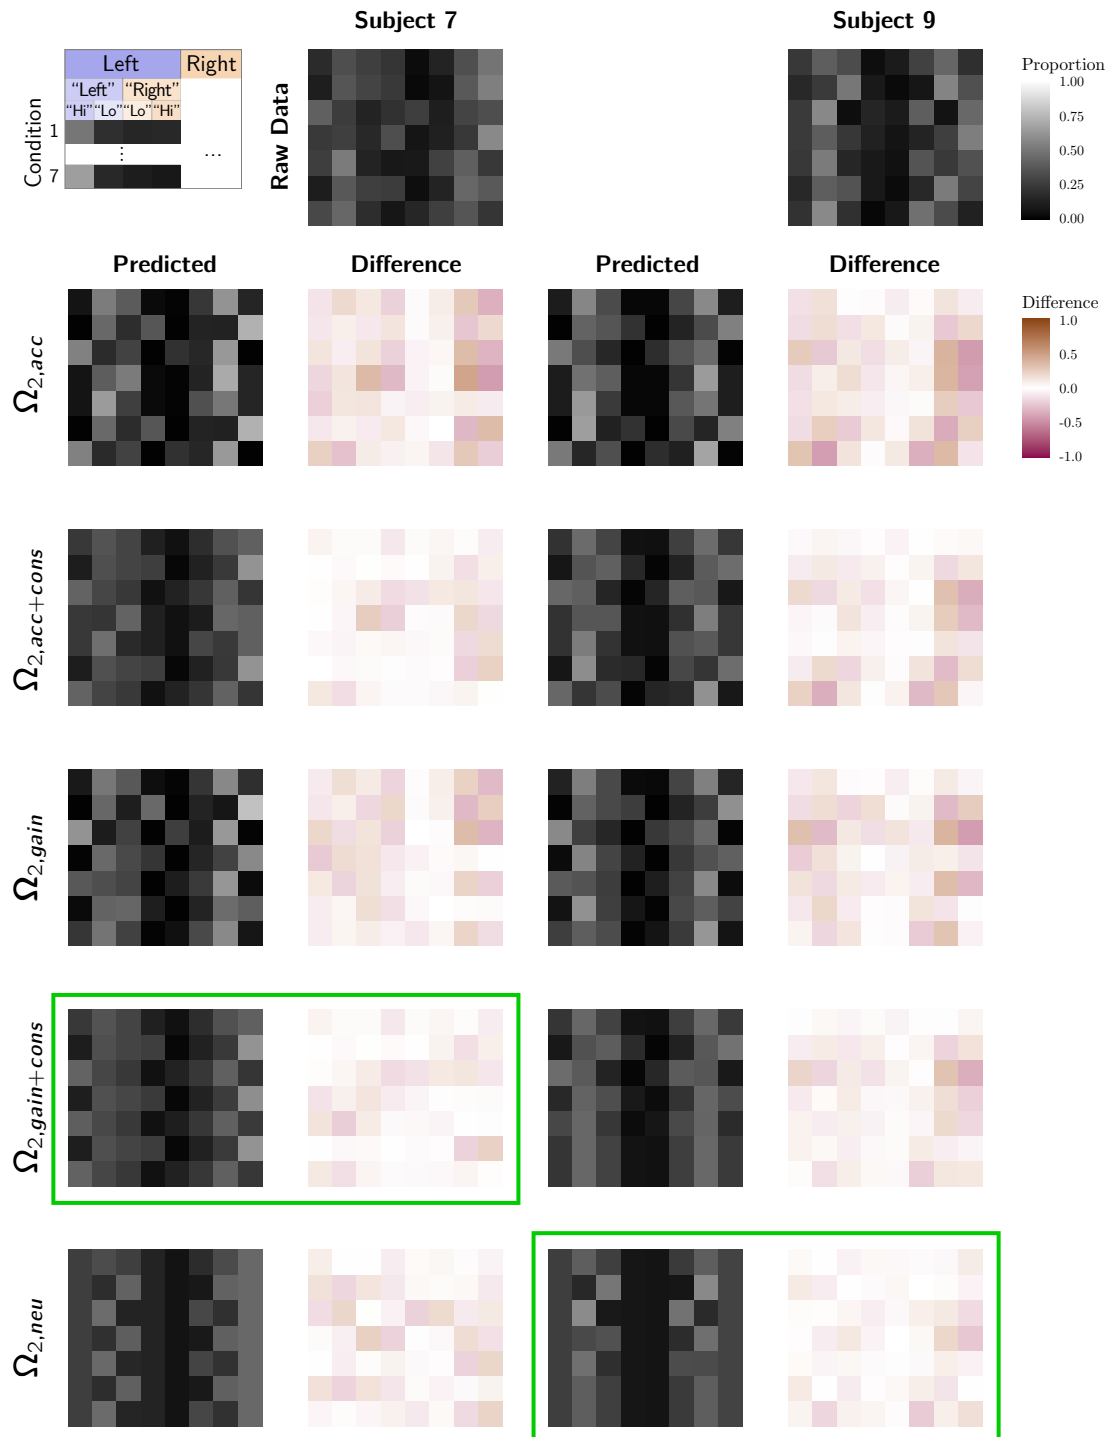 Subject 7
Subject 9
Left Right
“Left” “Right”
“Hi” “Lo” “Lo” “Hi”
Condition
1
⋮
...
7
Raw Data
Proportion
1.00
0.75
0.50
0.25
0.00
Predicted Difference Predicted Difference
Difference
1.0
0.5
0.0
-0.5
-1.0
Ω2,acc
Ω2,acc+cons
Ω2,gain
Ω2,gain+cons
Ω2,neu